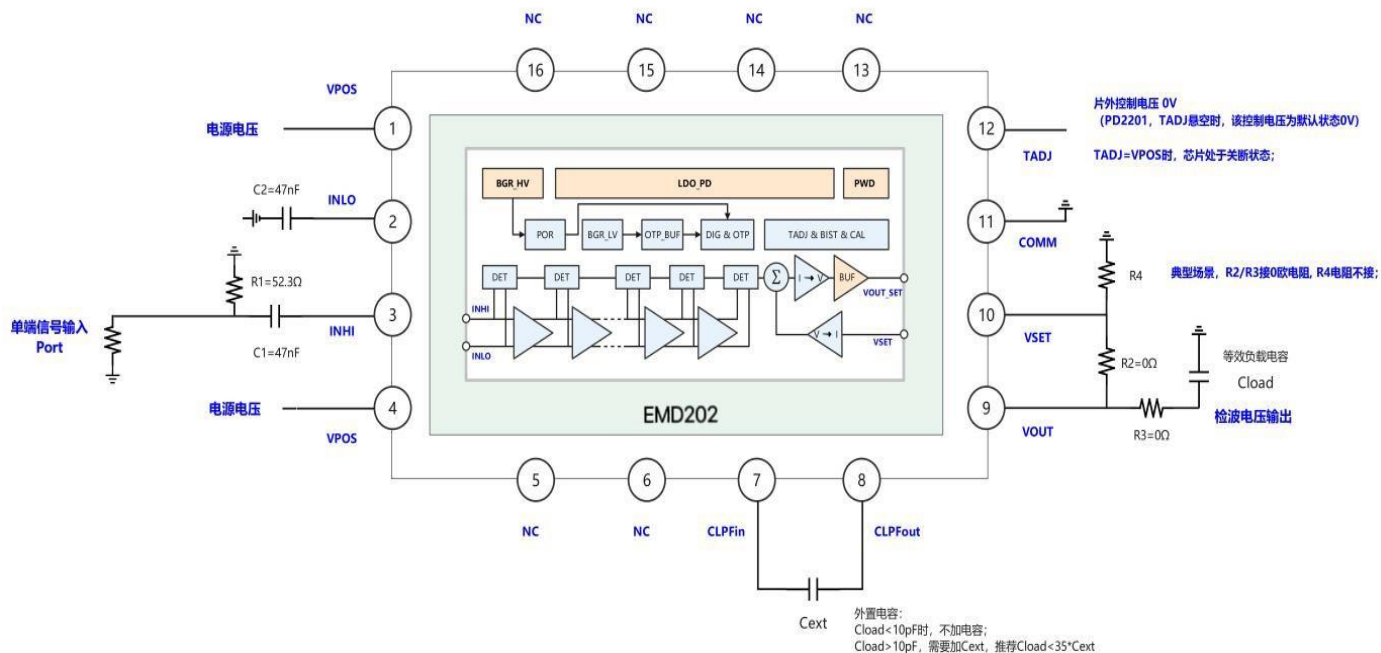 NC
NC
NC
NC
16
15
14
13
VPOS
电源电压
1
C2=47nF
INLO
2
R1=52.3Ω
单端信号输入
Port
INHI
3
C1=47nF
电源电压
4
VPOS
BGR_HV
LDO_PD
PWD
POR
BGR_LV
OTP_BUF
DIG & OTP
TADJ & BIST & CAL
DET
DET
DET
DET
DET
Σ
I → V
BUF
VOUT_SET
INHI
INLO
V → I
VSET
EMD202
12
TADJ
片外控制电压 0V
(PD2201，TADJ悬空时，该控制电压为默认状态0V)
TADJ=VPOS时，芯片处于关断状态；
11
COMM
R4
典型场景，R2/R3接0欧电阻, R4电阻不接；
10
VSET
R2=0Ω
等效负载电容
Cload
9
VOUT
R3=0Ω
检波电压输出
5
6
7
8
NC
NC
CLPFin
CLPFout
Cext
外置电容：
Cload<10pF时，不加电容；
Cload>10pF，需要加Cext，推荐Cload<35*Cext